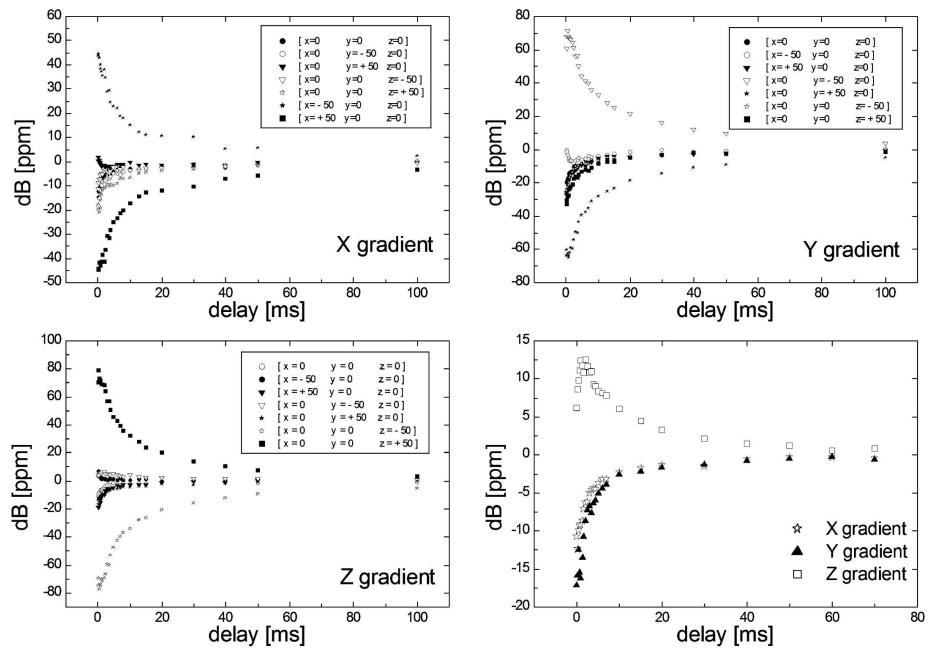 60
50
40
30
20
10
0
-10
-20
-30
-40
-50
dB [ppm]
[ x=0 y=0 z=0 ]
[ x=0 y=- 50 z=0 ]
[ x=0 y=+50 z=0 ]
[ x=0 y=0 z=- 50 ]
[ x=0 y=0 z=+50 ]
[ x=- 50 y=0 z=0 ]
[ x=+50 y=0 z=0 ]
X gradient
0 20 40 60 80 100
delay [ms]
80
60
40
20
0
-20
-40
-60
-80
dB [ppm]
[ x=0 y=0 z=0 ]
[ x=- 50 y=0 z=0 ]
[ x=+50 y=0 z=0 ]
[ x=0 y=- 50 z=0 ]
[ x=0 y=+50 z=0 ]
[ x=0 y=0 z=- 50 ]
[ x=0 y=0 z=+50 ]
Y gradient
0 20 40 60 80 100
delay [ms]
100
80
60
40
20
0
-20
-40
-60
-80
dB [ppm]
[ x=0 y=0 z=0 ]
[ x=- 50 y=0 z=0 ]
[ x=+50 y=0 z=0 ]
[ x=0 y=-50 z=0 ]
[ x=0 y=+50 z=0 ]
[ x=0 y=0 z=-50 ]
[ x=0 y=0 z=+50 ]
Z gradient
0 20 40 60 80 100
delay [ms]
15
10
5
0
-5
-10
-15
-20
dB [ppm]
X gradient
Y gradient
Z gradient
0 10 20 30 40 50 60 70 80
delay [ms]